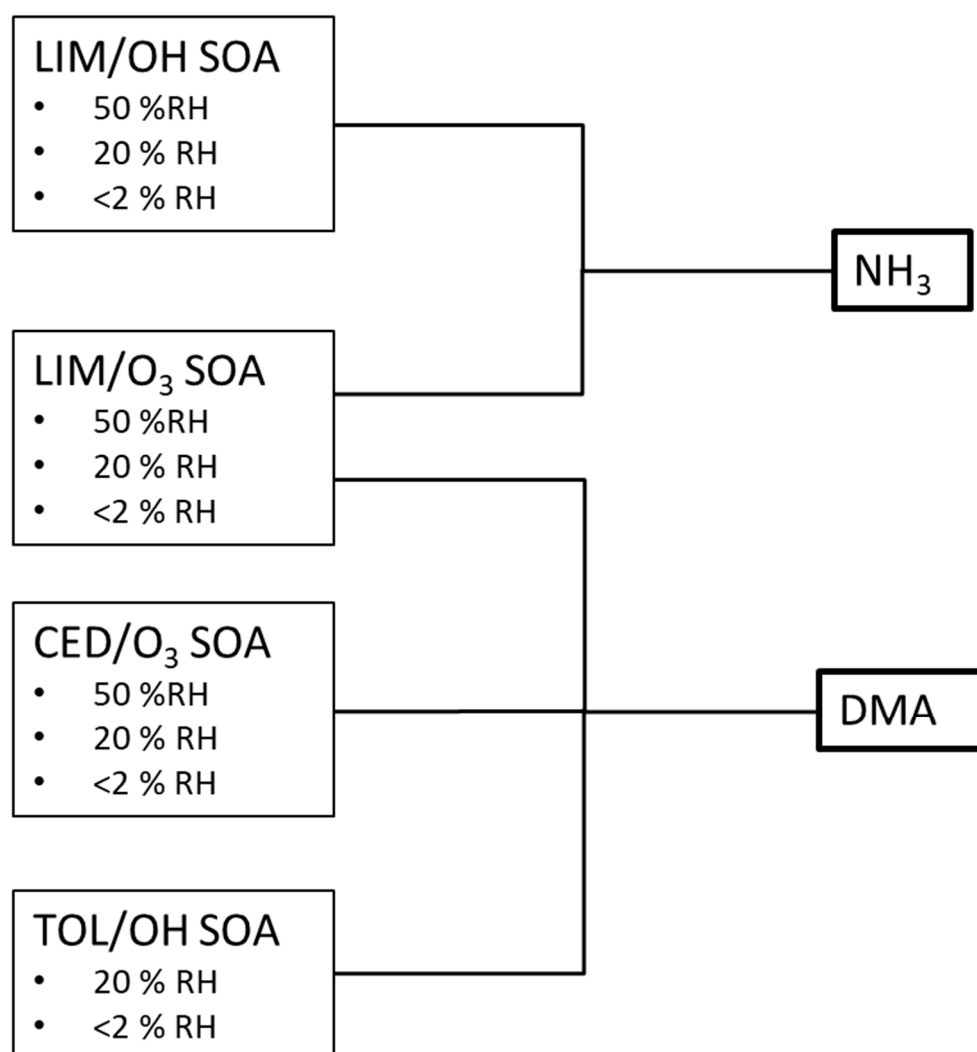 LIM/OH SOA
• 50 %RH
• 20 % RH
• <2 % RH
NH₃
LIM/O₃ SOA
• 50 %RH
• 20 % RH
• <2 % RH
CED/O₃ SOA
• 50 %RH
• 20 % RH
• <2 % RH
DMA
TOL/OH SOA
• 20 % RH
• <2 % RH